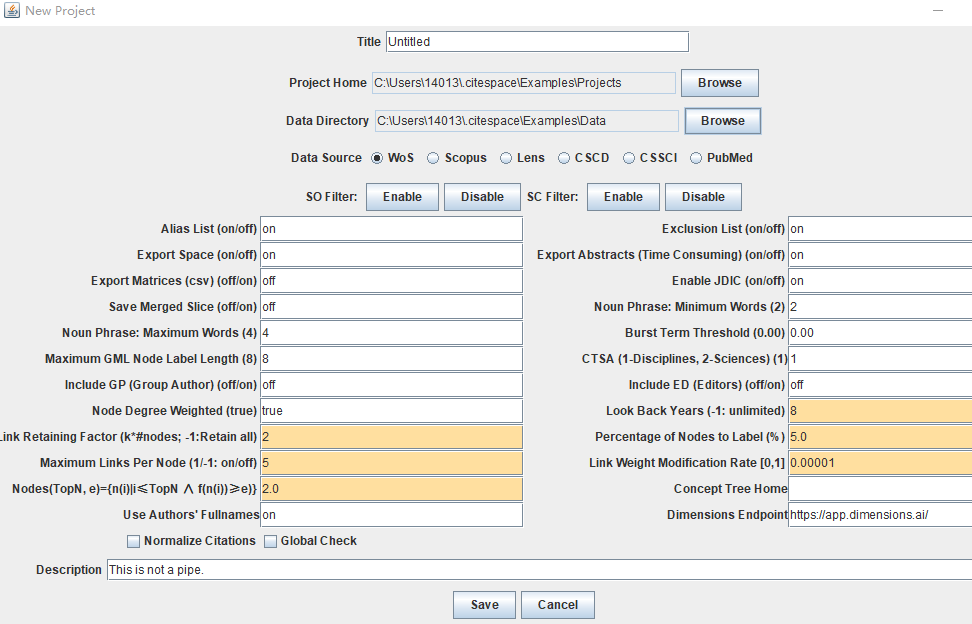 New Project
Title Untitled
Project Home C:\Users\14013\.citespace\Examples\Projects Browse
Data Directory C:\Users\14013\.citespace\Examples\Data Browse
Data Source WoS Scopus Lens CSCD CSSCI PubMed
SO Filter: Enable Disable SC Filter: Enable Disable
Alias List (on/off) on Exclusion List (on/off) on
Export Space (on/off) on Export Abstracts (Time Consuming) (on/off) on
Export Matrices (csv) (off/on) off Enable JDIC (on/off) on
Save Merged Slice (off/on) off Noun Phrase: Minimum Words (2) 2
Noun Phrase: Maximum Words (4) 4 Burst Term Threshold (0.00) 0.00
Maximum GML Node Label Length (8) 8 CTSA (1-Disciplines, 2-Sciences) (1) 1
Include GP (Group Author) (off/on) off Include ED (Editors) (off/on) off
Node Degree Weighted (true) true Look Back Years (-1: unlimited) 8
Link Retaining Factor (k*#nodes; -1:Retain all) 2 Percentage of Nodes to Label (%) 5.0
Maximum Links Per Node (1/-1: on/off) 5 Link Weight Modification Rate [0,1] 0.00001
Nodes(TopN, e)={n(i)|i≤TopN ∧ f(n(i))≥e)} 2.0 Concept Tree Home
Use Authors' Fullnames on Dimensions Endpoint https://app.dimensions.ai/
Normalize Citations Global Check
Description This is not a pipe.
Save Cancel